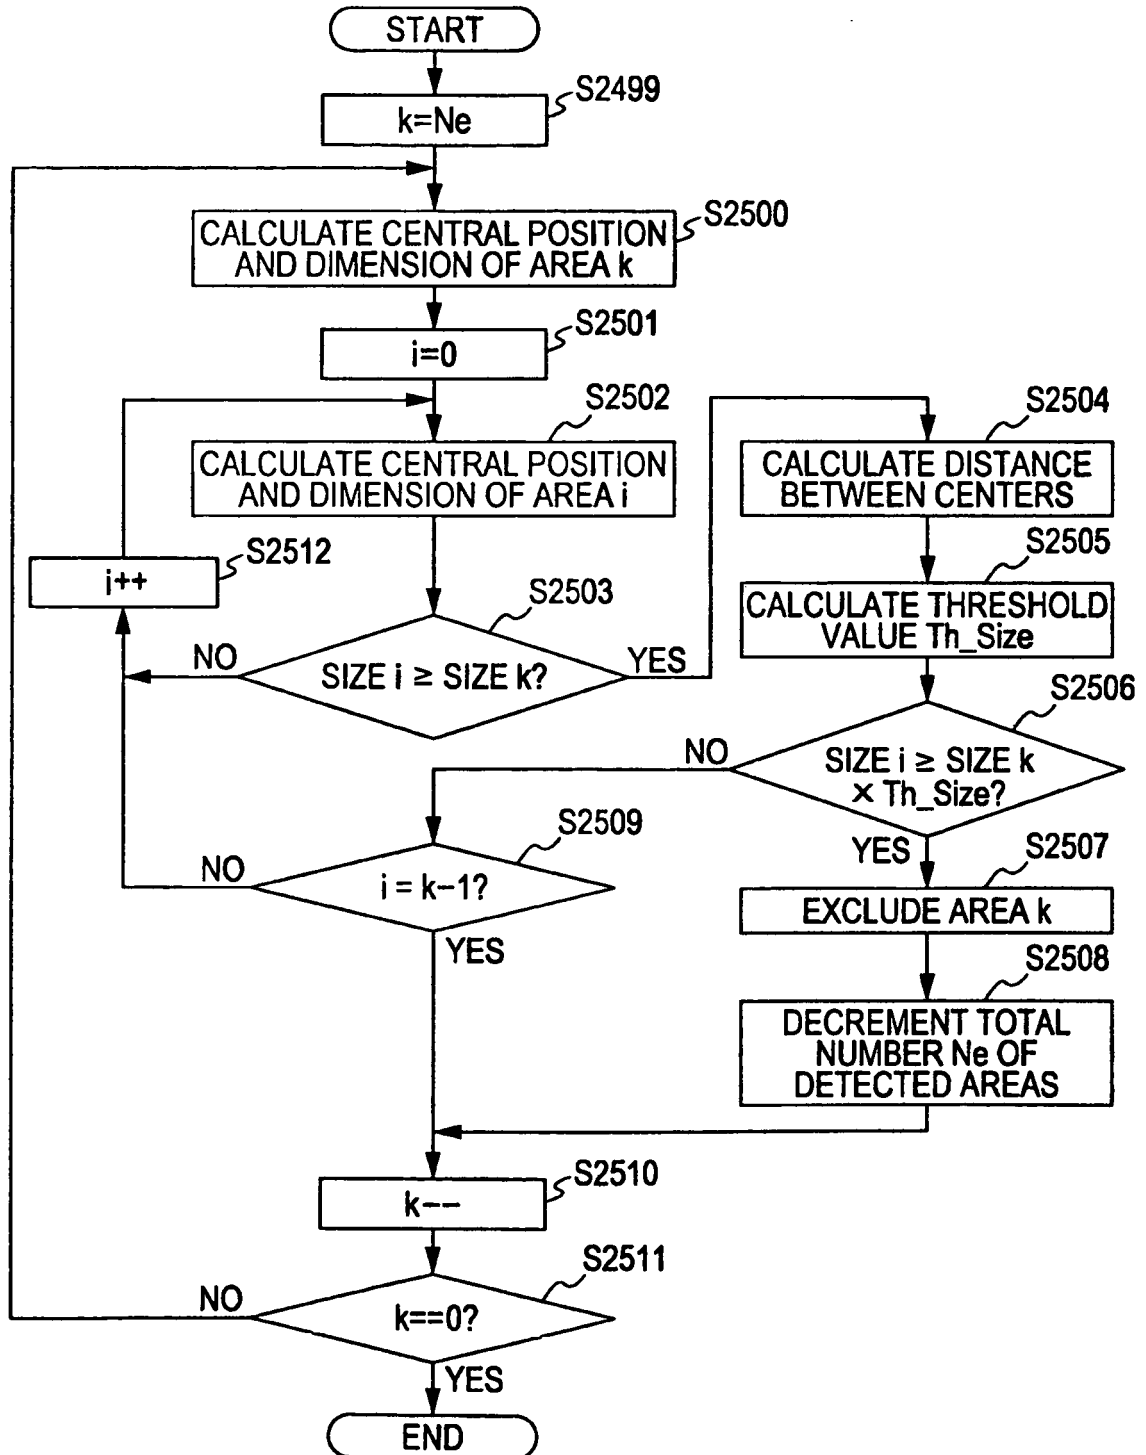 START
S2499
k=Ne
S2500
CALCULATE CENTRAL POSITION
AND DIMENSION OF AREA k
S2501
i=0
S2502
CALCULATE CENTRAL POSITION
AND DIMENSION OF AREA i
S2504
CALCULATE DISTANCE
BETWEEN CENTERS
S2512
i++
S2505
CALCULATE THRESHOLD
VALUE Th_Size
S2503
NO
SIZE i ≥ SIZE k?
YES
S2506
NO
SIZE i ≥ SIZE k
× Th_Size?
YES
S2509
NO
i = k−1?
YES
S2507
EXCLUDE AREA k
S2508
DECREMENT TOTAL
NUMBER Ne OF
DETECTED AREAS
S2510
k−−
S2511
NO
k==0?
YES
END